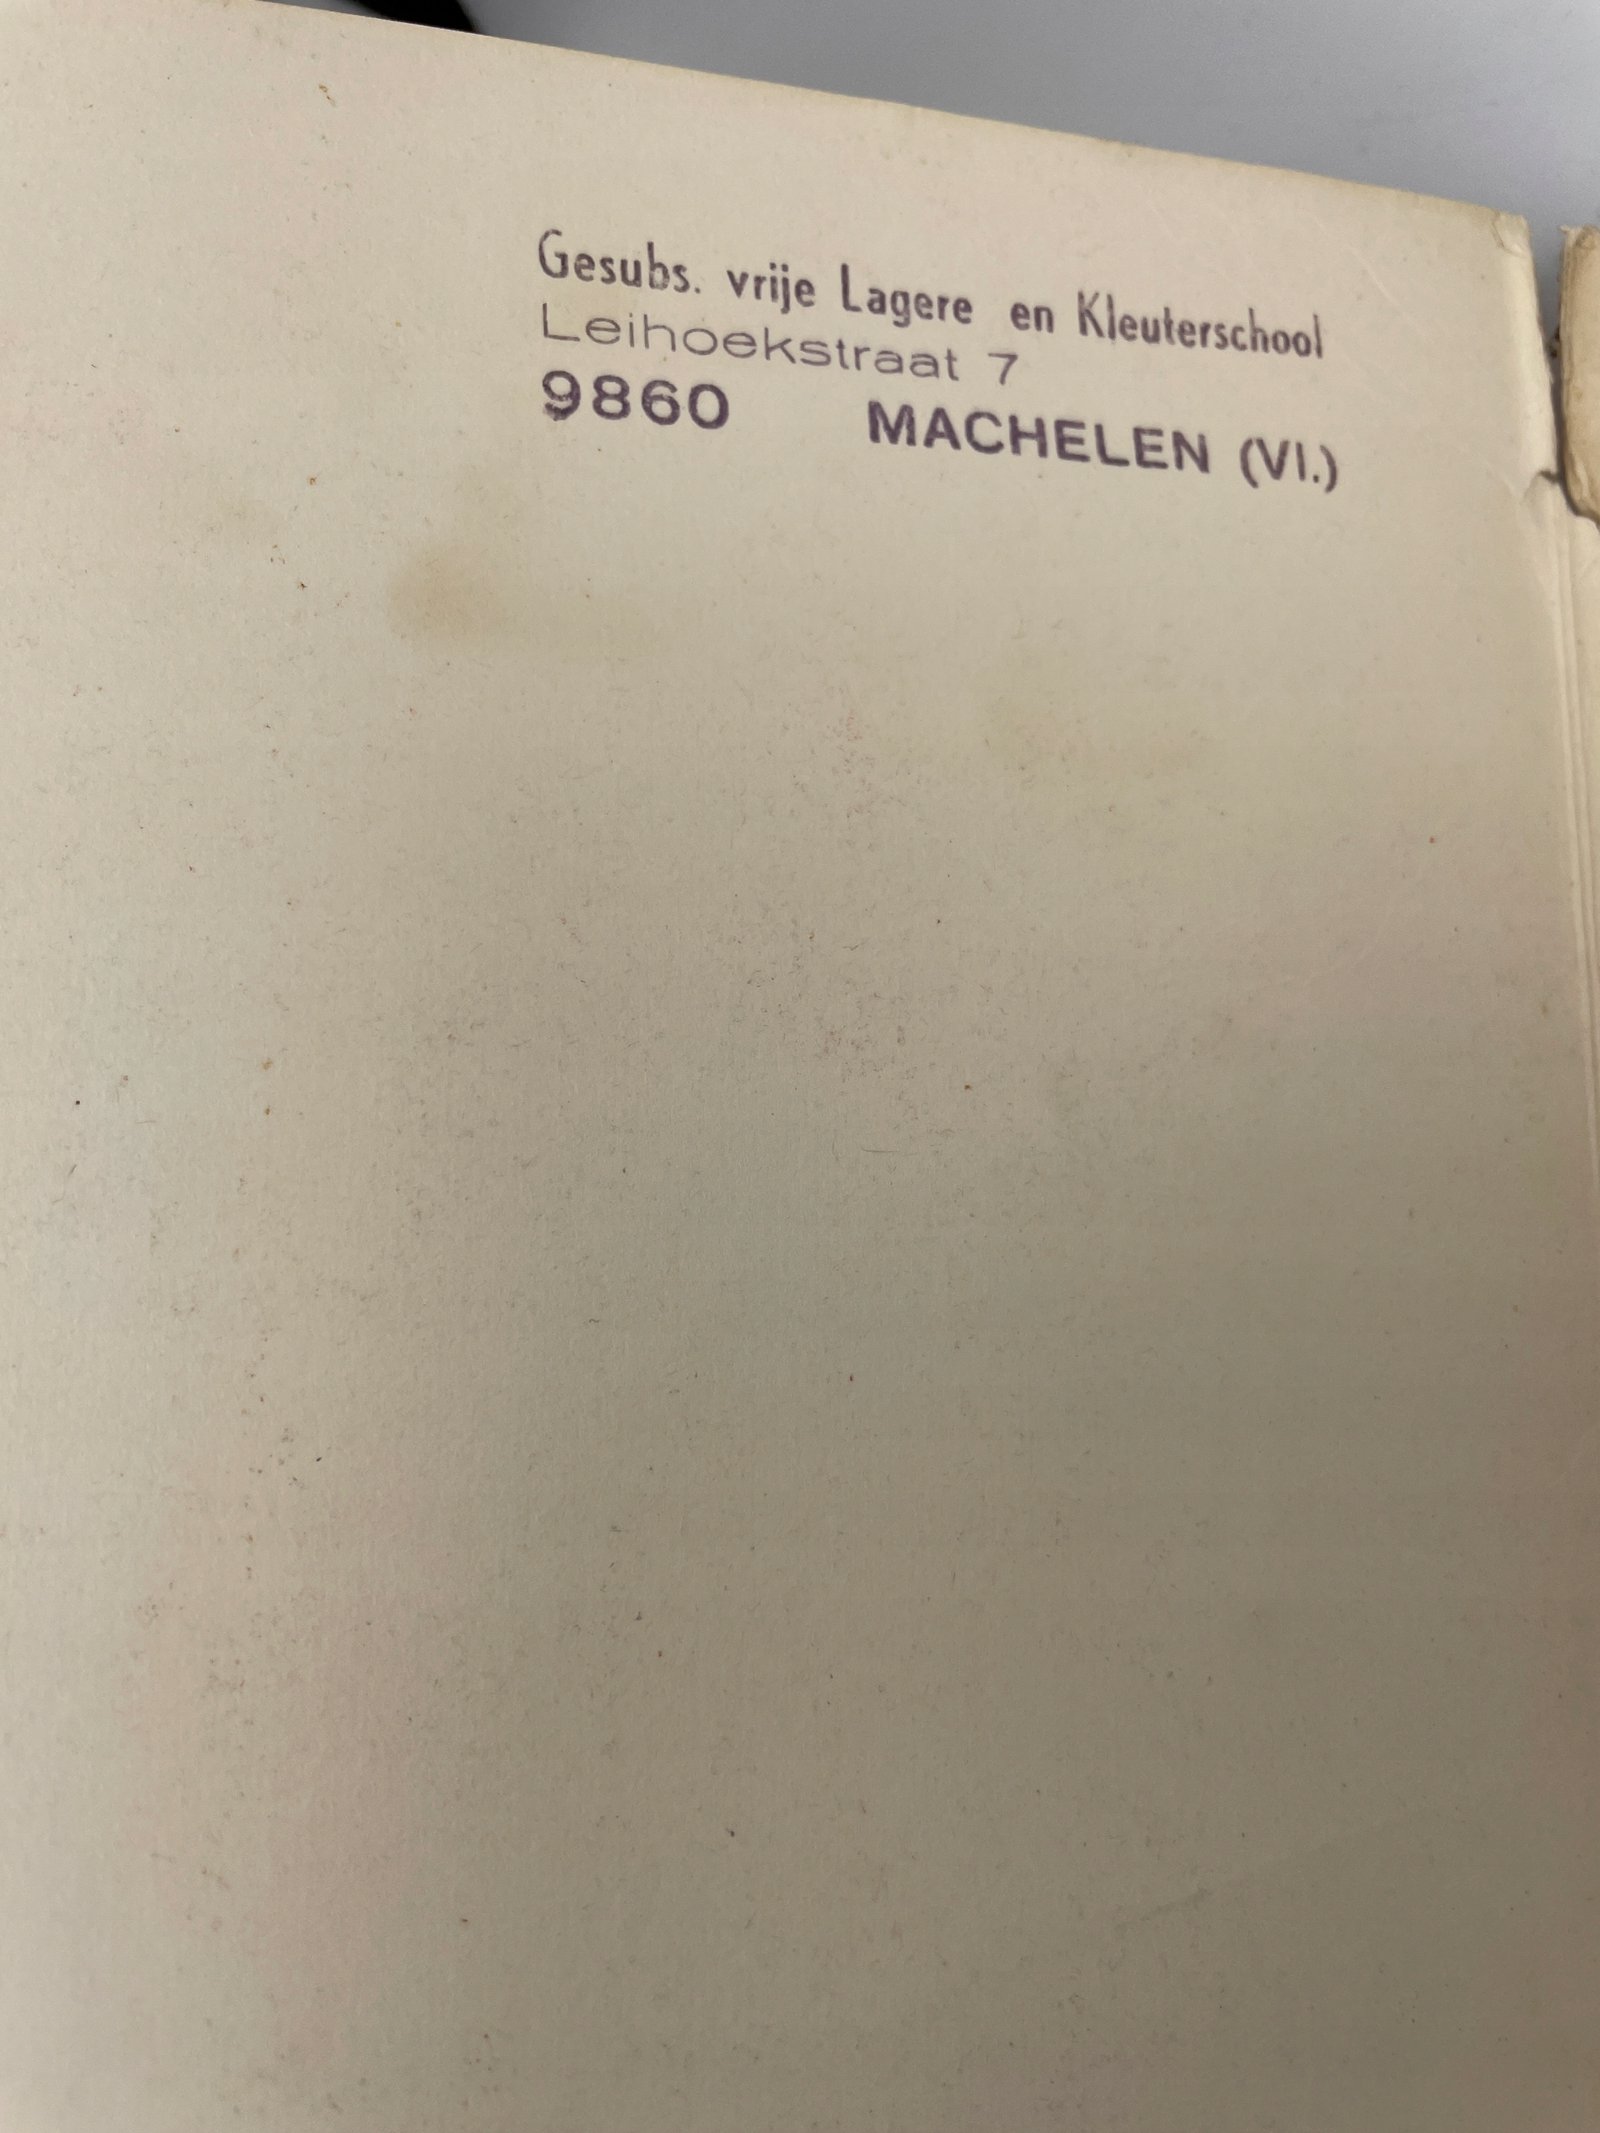 Gesubs. vrije Lagere en Kleuterschool
Leihoekstraat 7
9860 MACHELEN (Vl.)